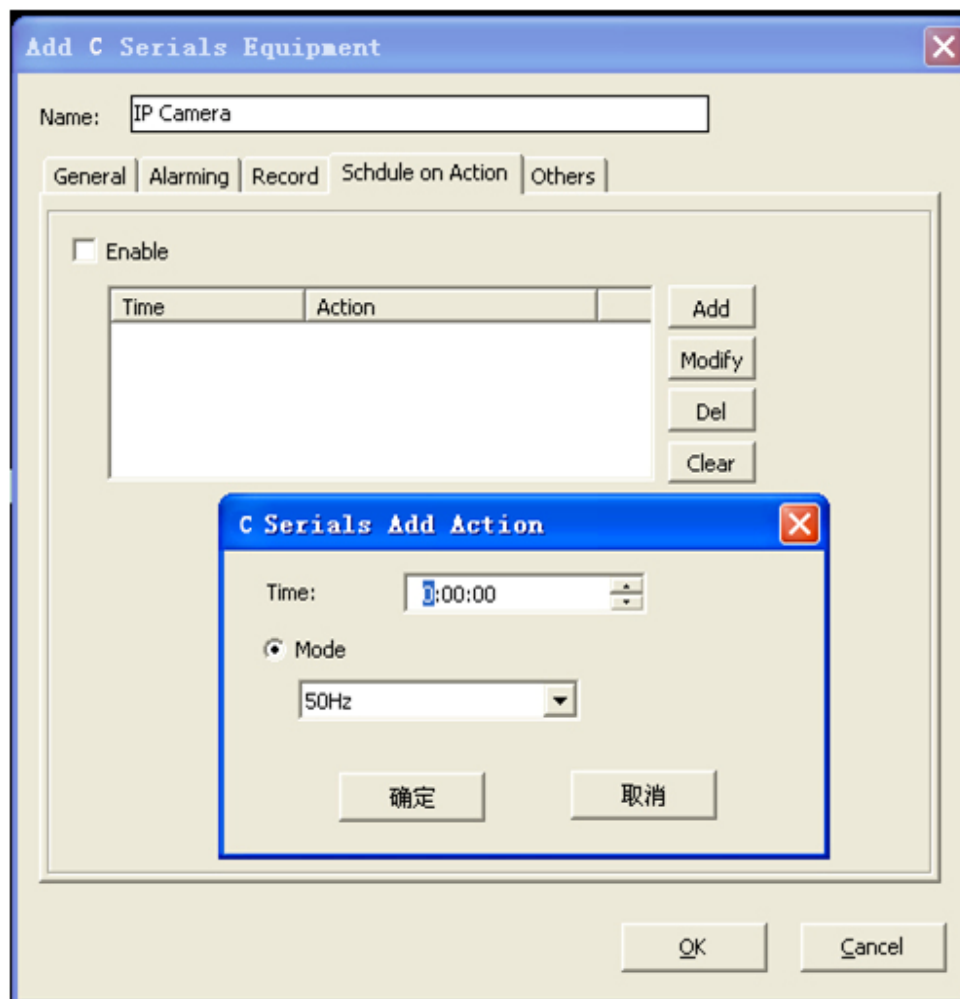 Add C Serials Equipment
Name: IP Camera
General Alarming Record Schdule on Action Others
Enable
Time Action
Add
Modify
Del
Clear
C Serials Add Action
Time: 0:00:00
Mode
50Hz
确定 取消
OK Cancel